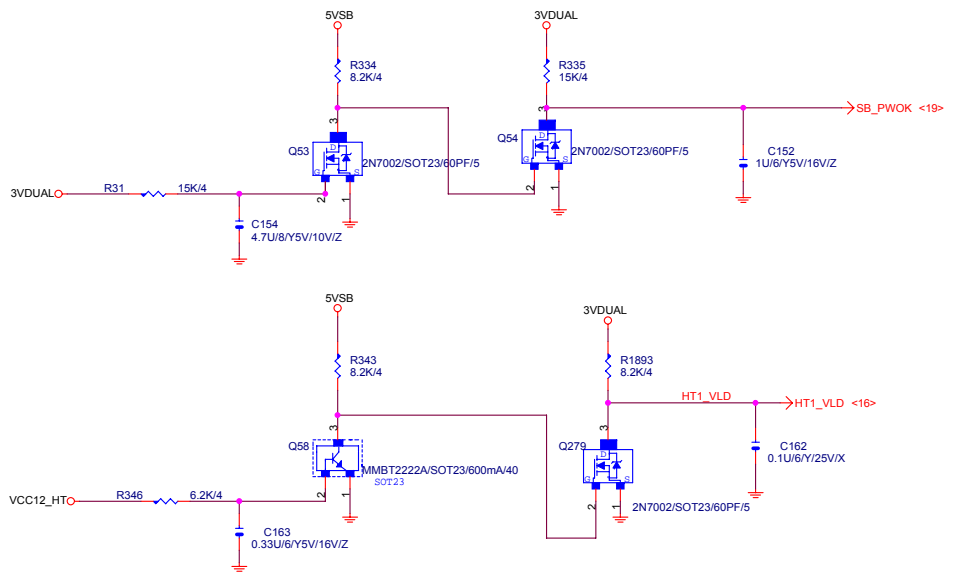 5VSB
3VDUAL
R334
8.2K/4
R335
15K/4
3
3
SB_PWOK <19>
Q53
D
G
S
2N7002/SOT23/60PF/5
Q54
D
G
S
2N7002/SOT23/60PF/5
C152
1U/6/Y5V/16V/Z
3VDUAL
R31
15K/4
2
1
2
1
C154
4.7U/8/Y5V/10V/Z
5VSB
3VDUAL
R343
8.2K/4
R1893
8.2K/4
HT1_VLD
HT1_VLD <16>
3
3
Q58
MMBT2222A/SOT23/600mA/40
SOT23
Q279
D
G
S
C162
0.1U/6/Y/25V/X
VCC12_HT
R346
6.2K/4
2
1
2
1
2N7002/SOT23/60PF/5
C163
0.33U/6/Y5V/16V/Z